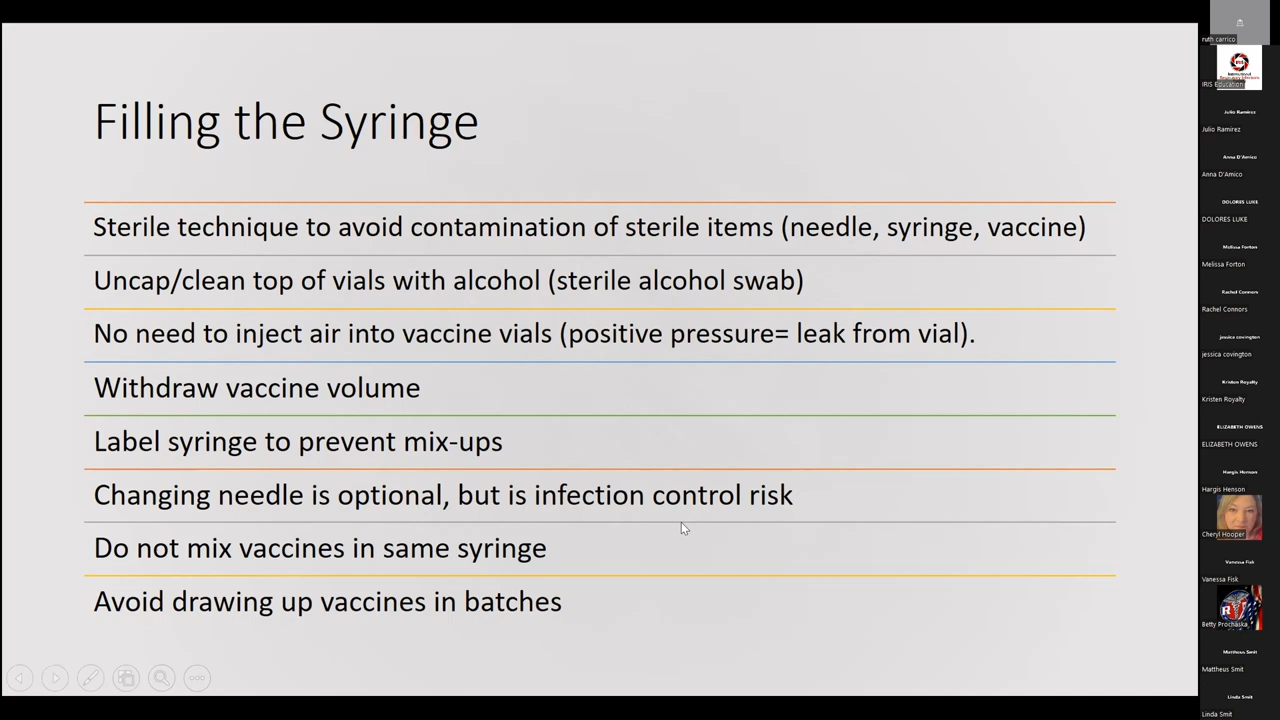 Filling the Syringe
Sterile technique to avoid contamination of sterile items (needle, syringe, vaccine)
Uncap/clean top of vials with alcohol (sterile alcohol swab)
No need to inject air into vaccine vials (positive pressure= leak from vial).
Withdraw vaccine volume
Label syringe to prevent mix-ups
Changing needle is optional, but is infection control risk
Do not mix vaccines in same syringe
Avoid drawing up vaccines in batches
ruth carrico
IRIS
IRIS Education
Julio Ramirez
Julio Ramirez
Anna D'Amico
Anna D'Amico
DOLORES LUKE
DOLORES LUKE
Melissa Forton
Melissa Forton
Rachel Connors
Rachel Connors
jessica covington
jessica covington
Kristen Royalty
Kristen Royalty
ELIZABETH OWENS
ELIZABETH OWENS
Hargis Henson
Hargis Henson
Cheryl Hooper
Vanessa Fisk
Vanessa Fisk
Betty Prochaska
Mattheus Smit
Mattheus Smit
Linda Smit
Linda Smit